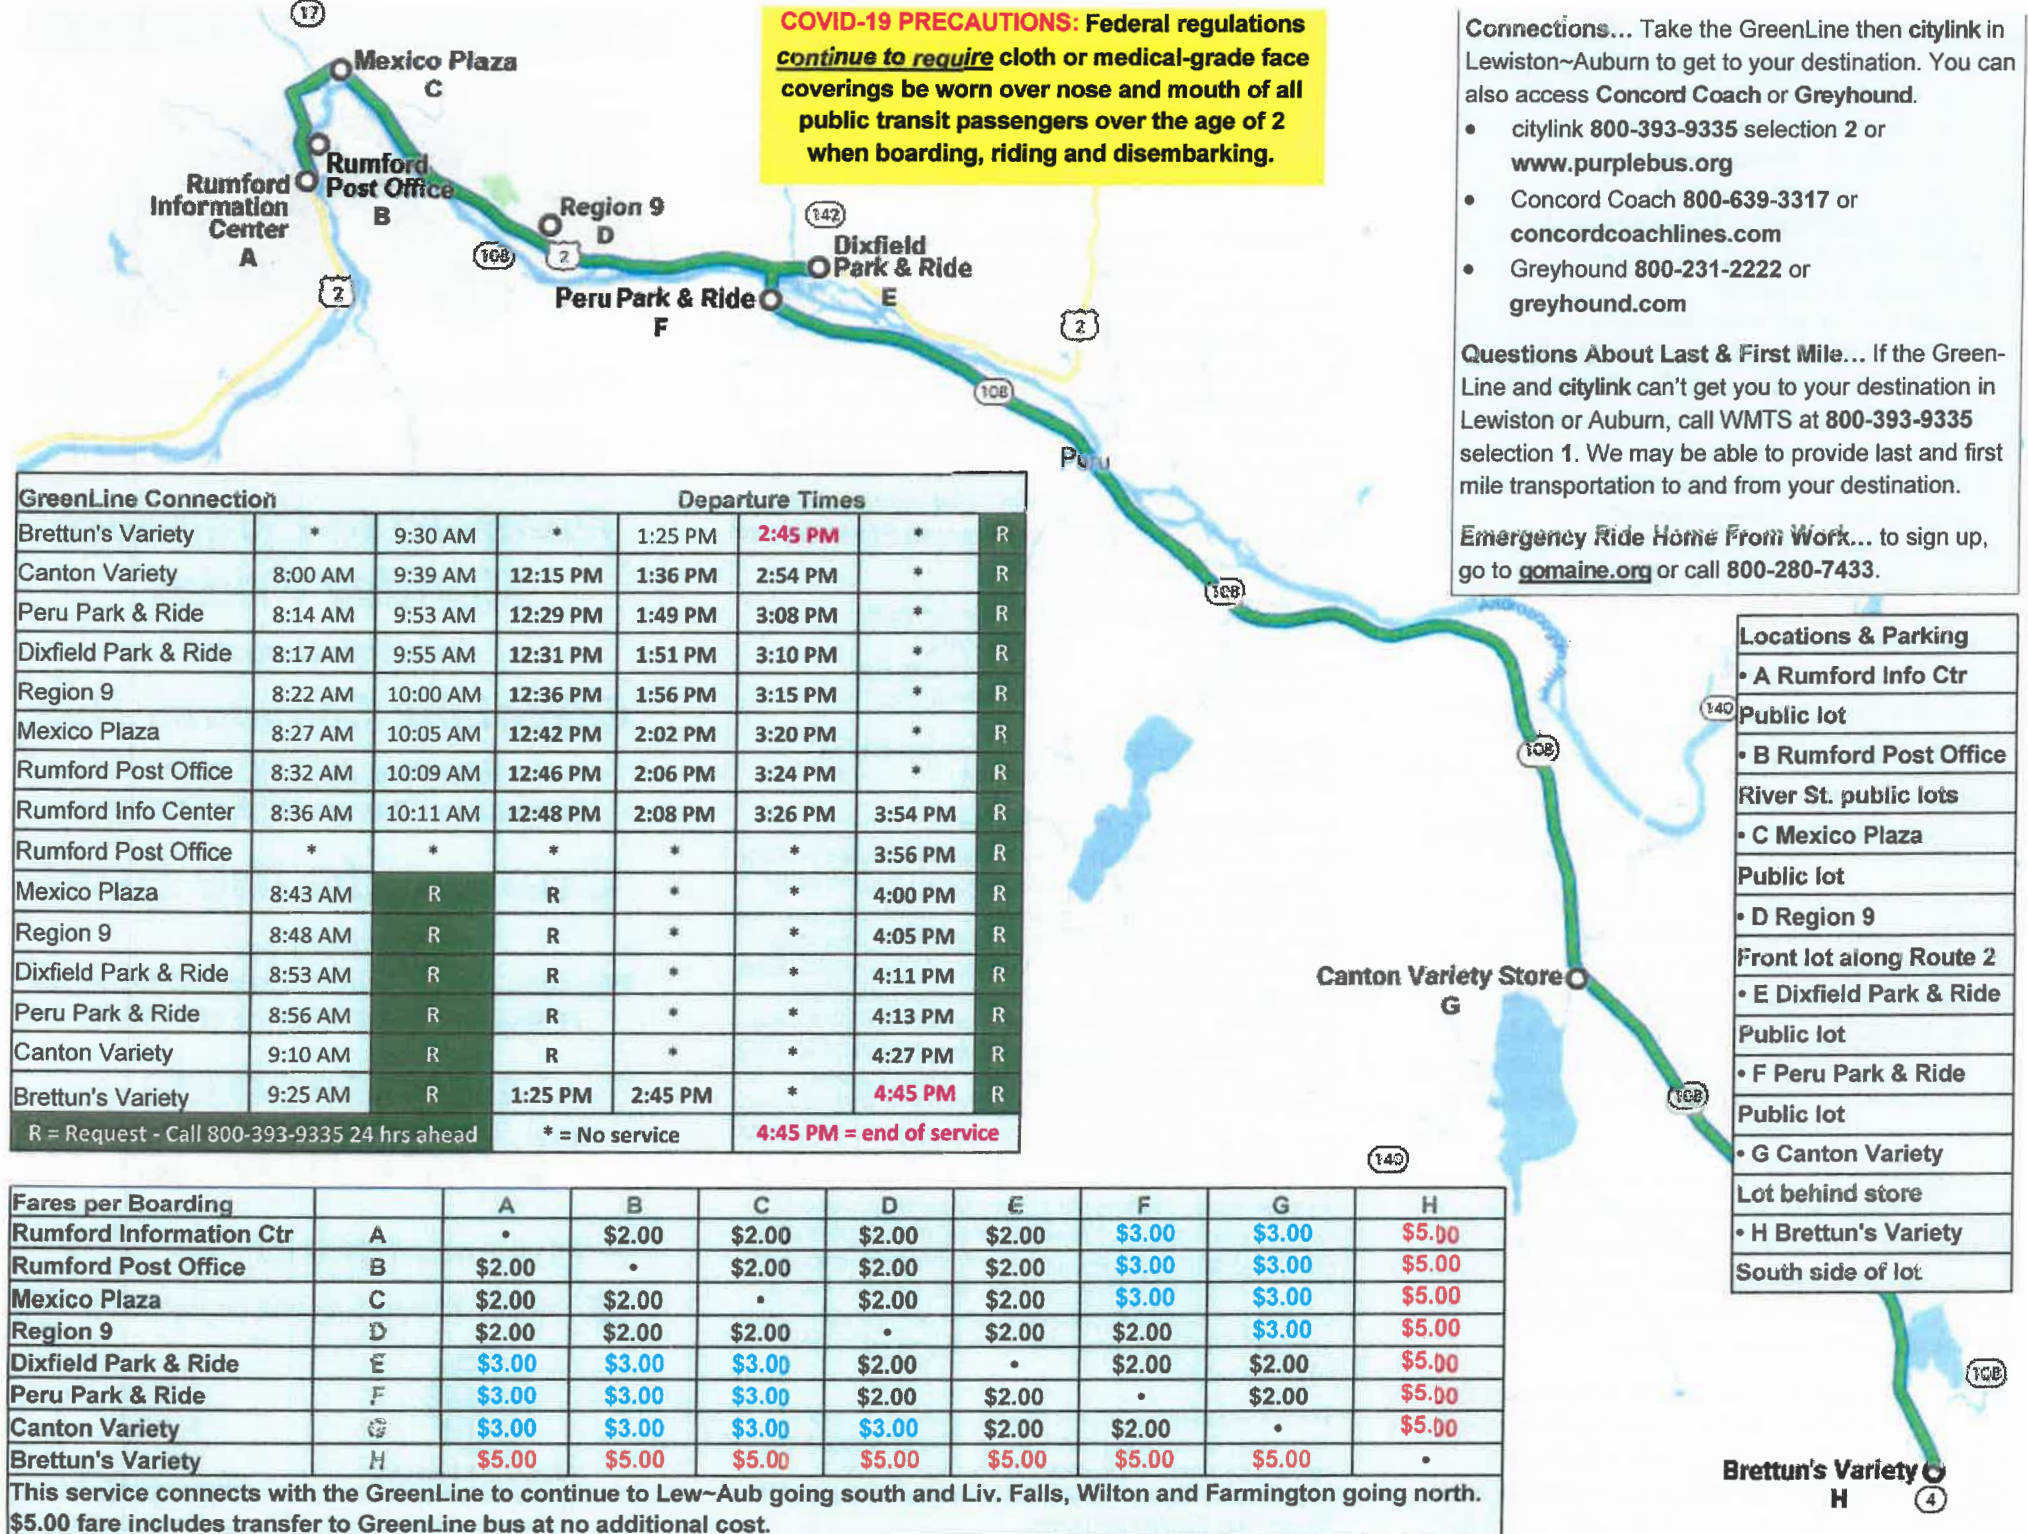 17
Mexico Plaza
C
Rumford
Post Office
B
Rumford
Information
Center
A
2
Region 9
D
108
2
142
Dixfield
Park & Ride
E
Peru Park & Ride
F
2
108
Peru
108
108
140
Canton Variety Store
G
108
140
108
Brettun's Variety
H
4
COVID-19 PRECAUTIONS: Federal regulations
continue to require cloth or medical-grade face
coverings be worn over nose and mouth of all
public transit passengers over the age of 2
when boarding, riding and disembarking.
Connections... Take the GreenLine then citylink in
Lewiston~Auburn to get to your destination. You can
also access Concord Coach or Greyhound.
• citylink 800-393-9335 selection 2 or
www.purplebus.org
• Concord Coach 800-639-3317 or
concordcoachlines.com
• Greyhound 800-231-2222 or
greyhound.com
Questions About Last & First Mile... If the Green-
Line and citylink can't get you to your destination in
Lewiston or Auburn, call WMTS at 800-393-9335
selection 1. We may be able to provide last and first
mile transportation to and from your destination.
Emergency Ride Home From Work... to sign up,
go to gomaine.org or call 800-280-7433.
GreenLine Connection Departure Times
Brettun's Variety * 9:30 AM * 1:25 PM 2:45 PM * R
Canton Variety 8:00 AM 9:39 AM 12:15 PM 1:36 PM 2:54 PM * R
Peru Park & Ride 8:14 AM 9:53 AM 12:29 PM 1:49 PM 3:08 PM * R
Dixfield Park & Ride 8:17 AM 9:55 AM 12:31 PM 1:51 PM 3:10 PM * R
Region 9 8:22 AM 10:00 AM 12:36 PM 1:56 PM 3:15 PM * R
Mexico Plaza 8:27 AM 10:05 AM 12:42 PM 2:02 PM 3:20 PM * R
Rumford Post Office 8:32 AM 10:09 AM 12:46 PM 2:06 PM 3:24 PM * R
Rumford Info Center 8:36 AM 10:11 AM 12:48 PM 2:08 PM 3:26 PM 3:54 PM R
Rumford Post Office * * * * * 3:56 PM R
Mexico Plaza 8:43 AM R R * * 4:00 PM R
Region 9 8:48 AM R R * * 4:05 PM R
Dixfield Park & Ride 8:53 AM R R * * 4:11 PM R
Peru Park & Ride 8:56 AM R R * * 4:13 PM R
Canton Variety 9:10 AM R R * * 4:27 PM R
Brettun's Variety 9:25 AM R 1:25 PM 2:45 PM * 4:45 PM R
R = Request - Call 800-393-9335 24 hrs ahead * = No service 4:45 PM = end of service
Locations & Parking
• A Rumford Info Ctr
Public lot
• B Rumford Post Office
River St. public lots
• C Mexico Plaza
Public lot
• D Region 9
Front lot along Route 2
• E Dixfield Park & Ride
Public lot
• F Peru Park & Ride
Public lot
• G Canton Variety
Lot behind store
• H Brettun's Variety
South side of lot
Fares per Boarding A B C D E F G H
Rumford Information Ctr A • $2.00 $2.00 $2.00 $2.00 $3.00 $3.00 $5.00
Rumford Post Office B $2.00 • $2.00 $2.00 $2.00 $3.00 $3.00 $5.00
Mexico Plaza C $2.00 $2.00 • $2.00 $2.00 $3.00 $3.00 $5.00
Region 9 D $2.00 $2.00 $2.00 • $2.00 $2.00 $3.00 $5.00
Dixfield Park & Ride E $3.00 $3.00 $3.00 $2.00 • $2.00 $2.00 $5.00
Peru Park & Ride F $3.00 $3.00 $3.00 $2.00 $2.00 • $2.00 $5.00
Canton Variety G $3.00 $3.00 $3.00 $3.00 $2.00 $2.00 • $5.00
Brettun's Variety H $5.00 $5.00 $5.00 $5.00 $5.00 $5.00 $5.00 •
This service connects with the GreenLine to continue to Lew~Aub going south and Liv. Falls, Wilton and Farmington going north.
$5.00 fare includes transfer to GreenLine bus at no additional cost.